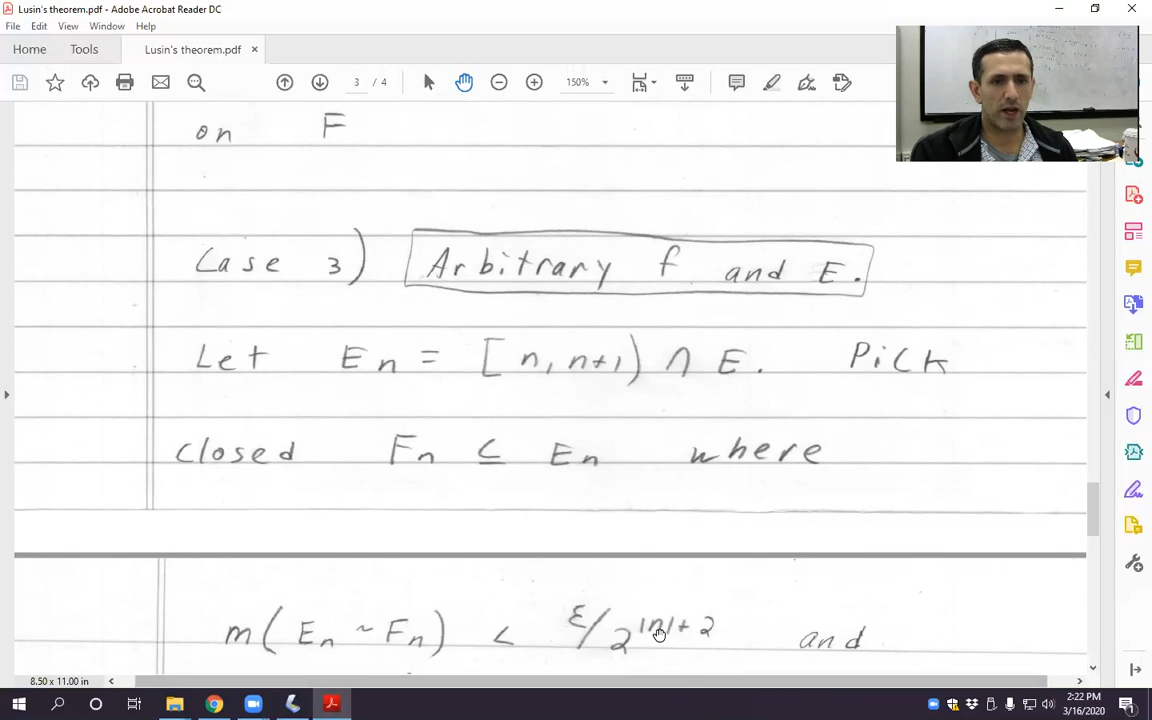 Lusin's theorem.pdf - Adobe Acrobat Reader DC
File Edit View Window Help
Home Tools Lusin's theorem.pdf ×
3 / 4 150%
on F
Case 3) Arbitrary f and E.
Let En = [n, n+1) ∩ E. Pick
closed Fn ⊆ En where
m(En ~ Fn) < ε/2^|n|+2 and
8.50 x 11.00 in
2:22 PM
3/16/2020